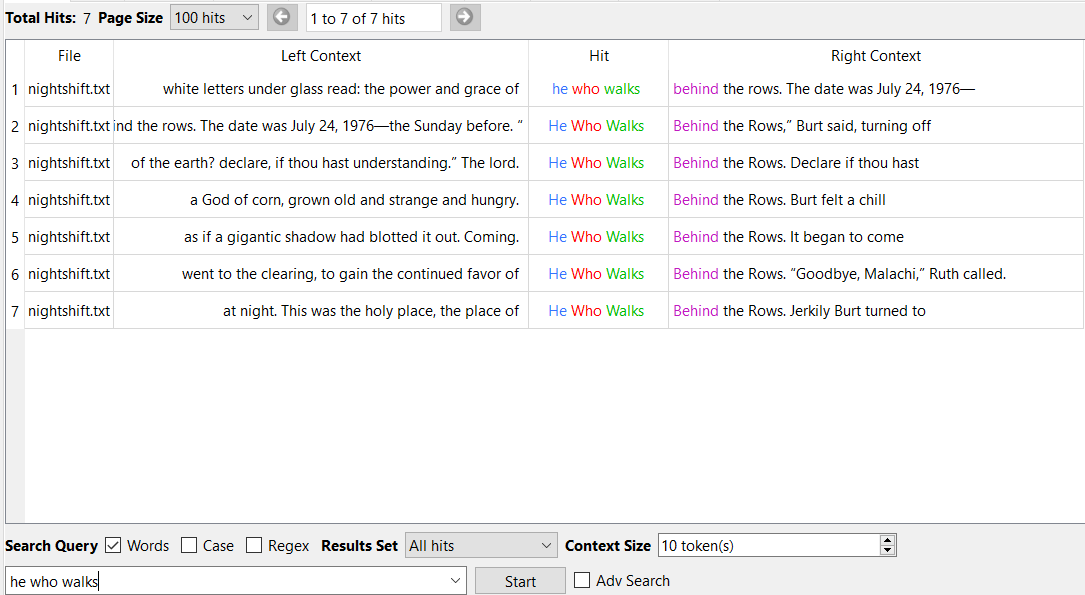 Total Hits: 7 Page Size 100 hits 1 to 7 of 7 hits
File Left Context Hit Right Context
1 nightshift.txt white letters under glass read: the power and grace of he who walks behind the rows. The date was July 24, 1976—
2 nightshift.txt ind the rows. The date was July 24, 1976—the Sunday before. “ He Who Walks Behind the Rows,” Burt said, turning off
3 nightshift.txt of the earth? declare, if thou hast understanding.” The lord. He Who Walks Behind the Rows. Declare if thou hast
4 nightshift.txt a God of corn, grown old and strange and hungry. He Who Walks Behind the Rows. Burt felt a chill
5 nightshift.txt as if a gigantic shadow had blotted it out. Coming. He Who Walks Behind the Rows. It began to come
6 nightshift.txt went to the clearing, to gain the continued favor of He Who Walks Behind the Rows. “Goodbye, Malachi,” Ruth called.
7 nightshift.txt at night. This was the holy place, the place of He Who Walks Behind the Rows. Jerkily Burt turned to
Search Query Words Case Regex Results Set All hits Context Size 10 token(s)
he who walks Start Adv Search